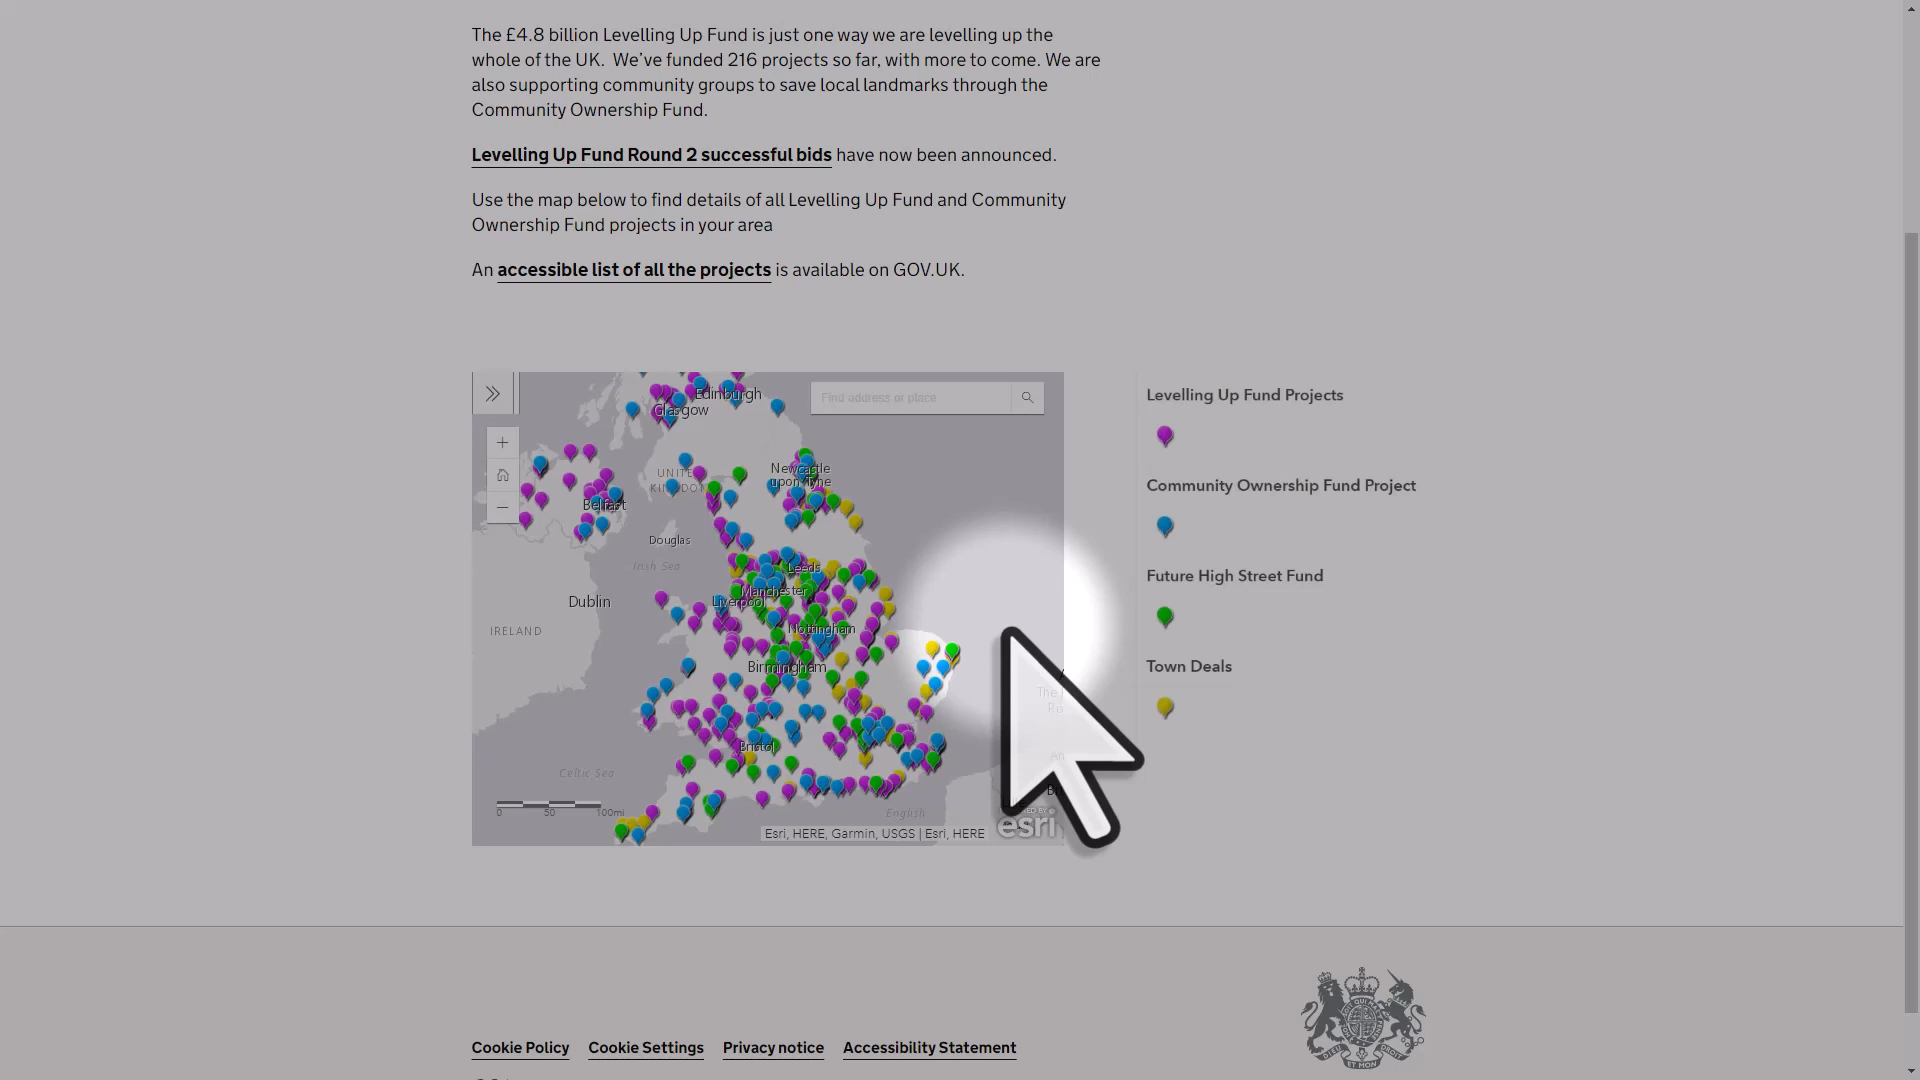 The £4.8 billion Levelling Up Fund is just one way we are levelling up the
whole of the UK. We've funded 216 projects so far, with more to come. We are
also supporting community groups to save local landmarks through the
Community Ownership Fund.
Levelling Up Fund Round 2 successful bids have now been announced.
Use the map below to find details of all Levelling Up Fund and Community
Ownership Fund projects in your area
An accessible list of all the projects is available on GOV.UK.
Find address or place
Edinburgh
Glasgow
Newcastle
upon Tyne
UNITED
KINGDOM
Belfast
Douglas
Irish Sea
Leeds
Manchester
Liverpool
Dublin
IRELAND
Nottingham
Birmingham
Bristol
Celtic Sea
0 50 100mi
English
Esri, HERE, Garmin, USGS | Esri, HERE
esri
Levelling Up Fund Projects
Community Ownership Fund Project
Future High Street Fund
Town Deals
Cookie Policy Cookie Settings Privacy notice Accessibility Statement